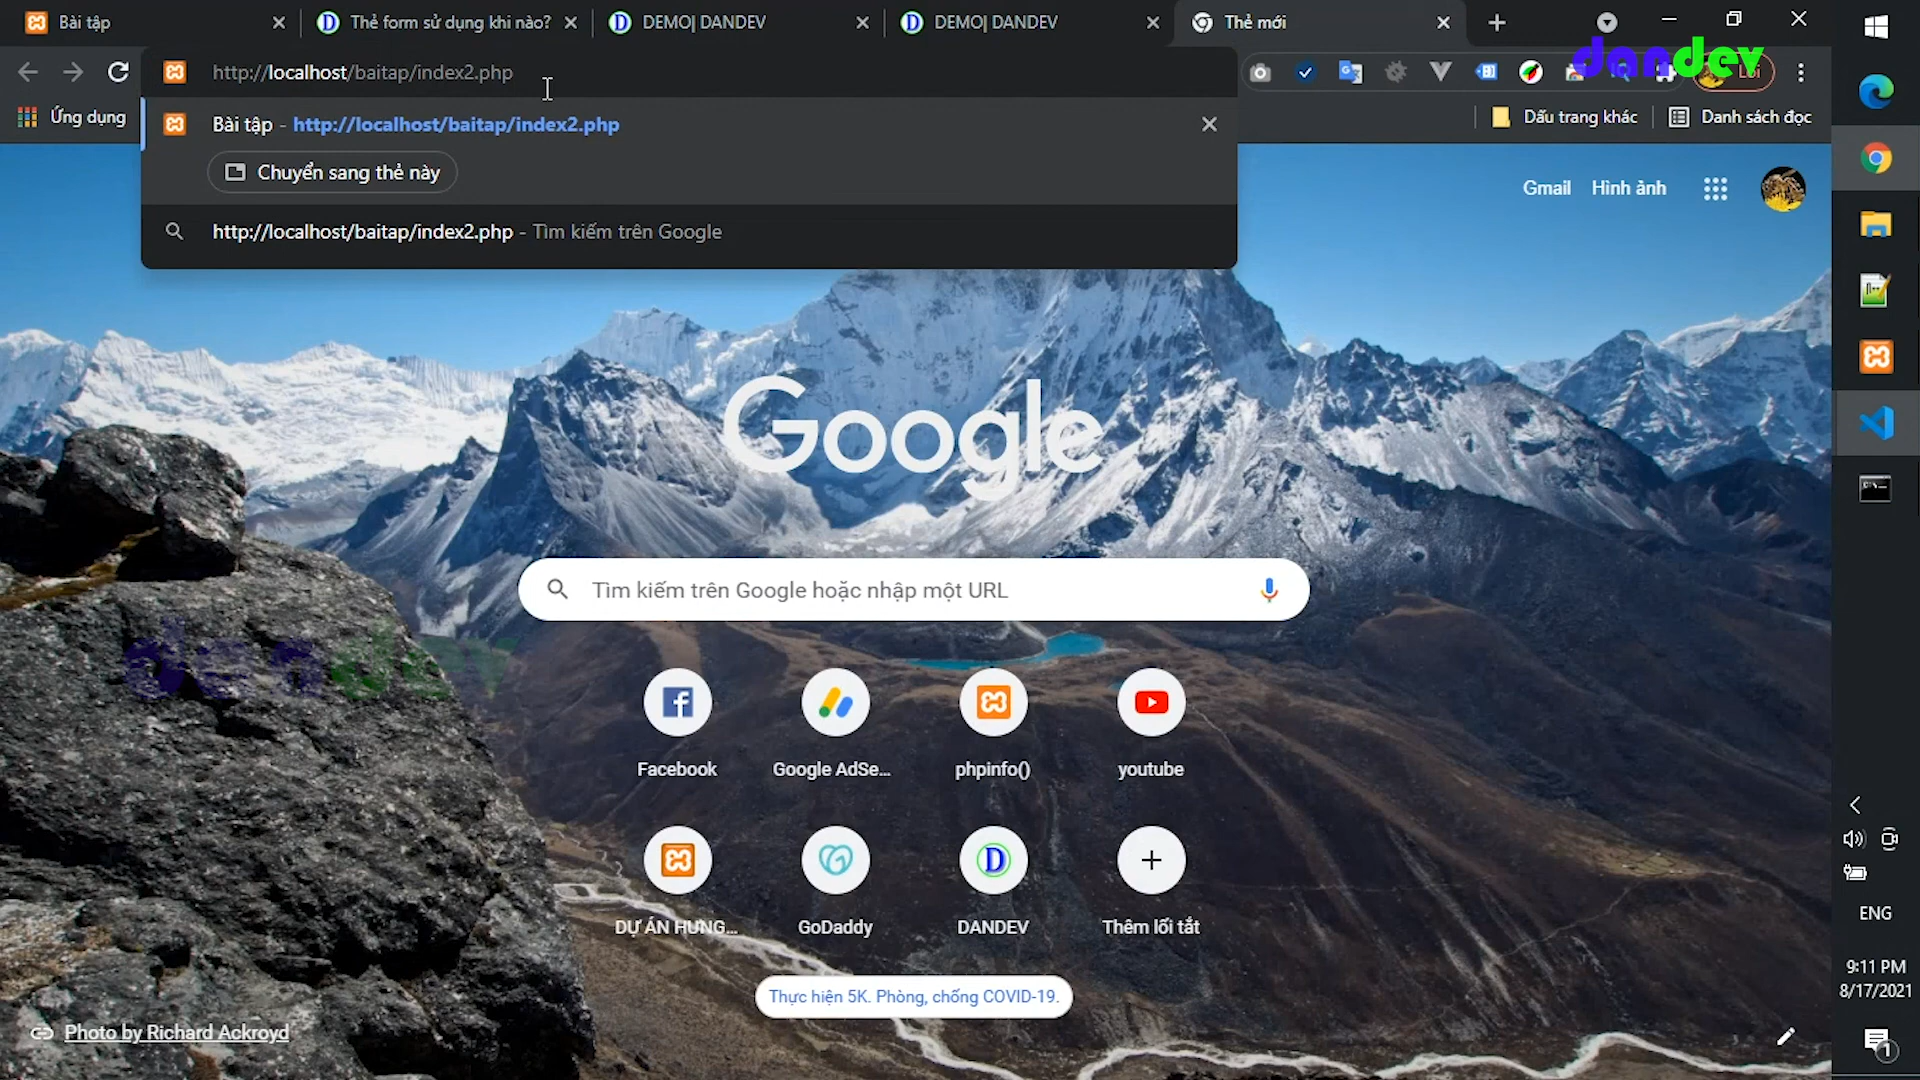 Bài tập
Thẻ form sử dụng khi nào?
DEMO| DANDEV
DEMO| DANDEV
Thẻ mới
http://localhost/baitap/index2.php
dandev
Ứng dụng
Bài tập - http://localhost/baitap/index2.php
Dấu trang khác
Danh sách đọc
Chuyển sang thẻ này
http://localhost/baitap/index2.php - Tìm kiếm trên Google
Gmail
Hình ảnh
Google
Tìm kiếm trên Google hoặc nhập một URL
dandev
Facebook
Google AdSe...
phpinfo()
youtube
DỰ ÁN HƯNG...
GoDaddy
DANDEV
Thêm lối tắt
ENG
9:11 PM
8/17/2021
Thực hiện 5K. Phòng, chống COVID-19.
Photo by Richard Ackroyd
1